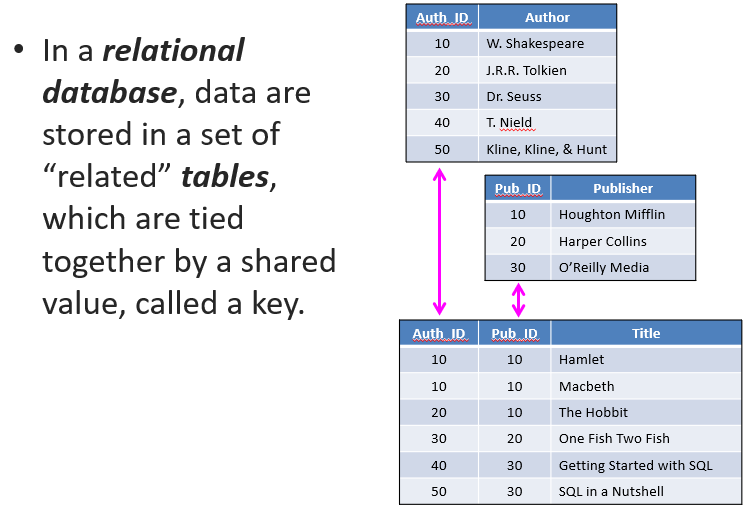 • In a relational
database, data are
stored in a set of
“related” tables,
which are tied
together by a shared
value, called a key.
Auth_ID Author
10 W. Shakespeare
20 J.R.R. Tolkien
30 Dr. Seuss
40 T. Nield
50 Kline, Kline, & Hunt
Pub_ID Publisher
10 Houghton Mifflin
20 Harper Collins
30 O’Reilly Media
Auth_ID Pub_ID Title
10 10 Hamlet
10 10 Macbeth
20 10 The Hobbit
30 20 One Fish Two Fish
40 30 Getting Started with SQL
50 30 SQL in a Nutshell